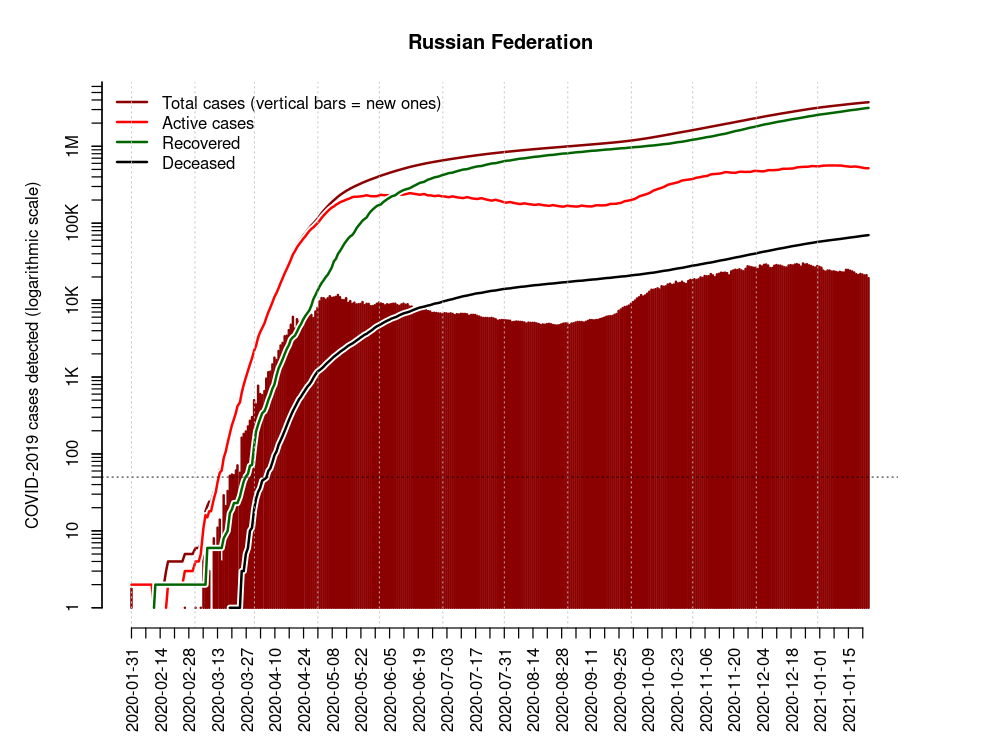 Russian Federation
Total cases (vertical bars = new ones)
Active cases
Recovered
Deceased
COVID-2019 cases detected (logarithmic scale)
1M
100K
10K
1K
100
10
1
2020-01-31
2020-02-14
2020-02-28
2020-03-13
2020-03-27
2020-04-10
2020-04-24
2020-05-08
2020-05-22
2020-06-05
2020-06-19
2020-07-03
2020-07-17
2020-07-31
2020-08-14
2020-08-28
2020-09-11
2020-09-25
2020-10-09
2020-10-23
2020-11-06
2020-11-20
2020-12-04
2020-12-18
2021-01-01
2021-01-15